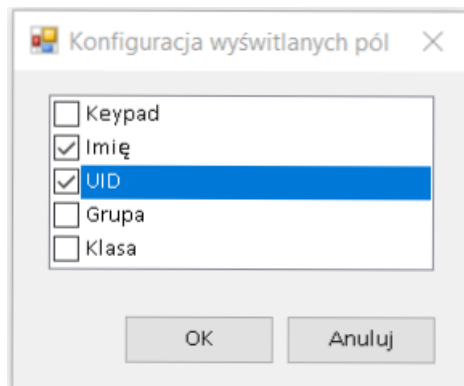 Konfiguracja wyświtlanych pól
Keypad
Imię
UID
Grupa
Klasa
OK
Anuluj